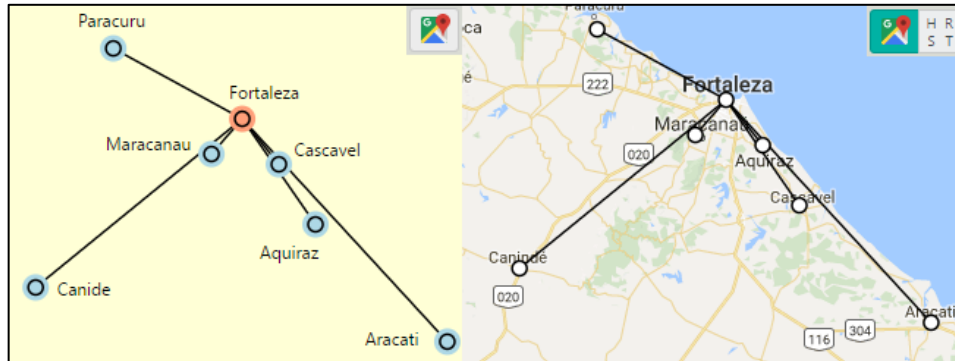 Paracuru
Fortaleza
Maracanau
Cascavel
Aquiraz
Canide
Aracati
G
Paracuru
G
H R
S T
oca
222
Fortaleza
Maracanaú
020
Aquiraz
Cascavel
Canindé
020
Aracati
304
116